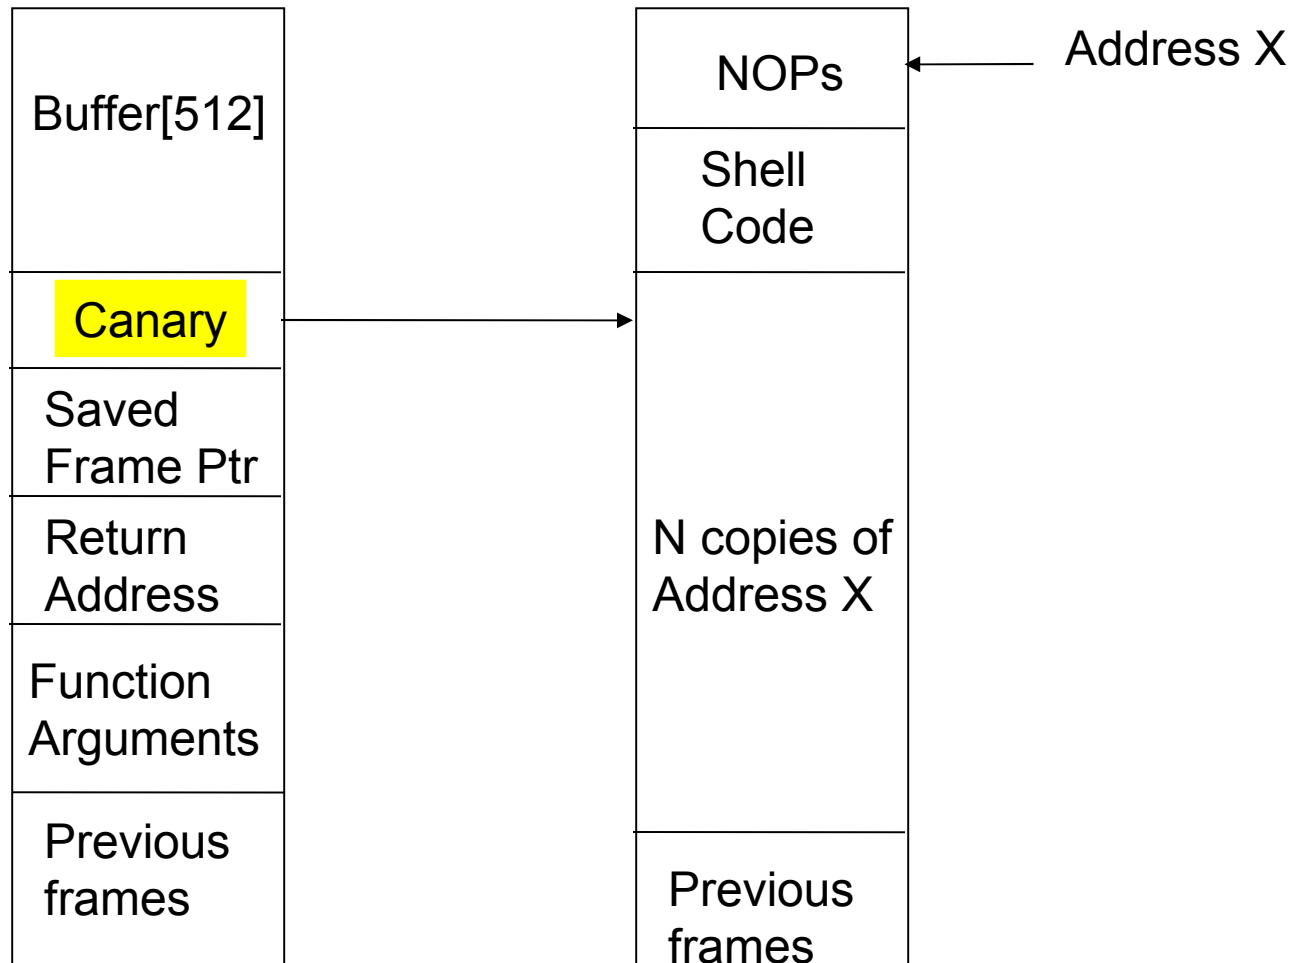 Buffer[512]
Canary
Saved
Frame Ptr
Return
Address
Function
Arguments
Previous
frames
NOPs
Shell
Code
N copies of
Address X
Previous
frames
Address X